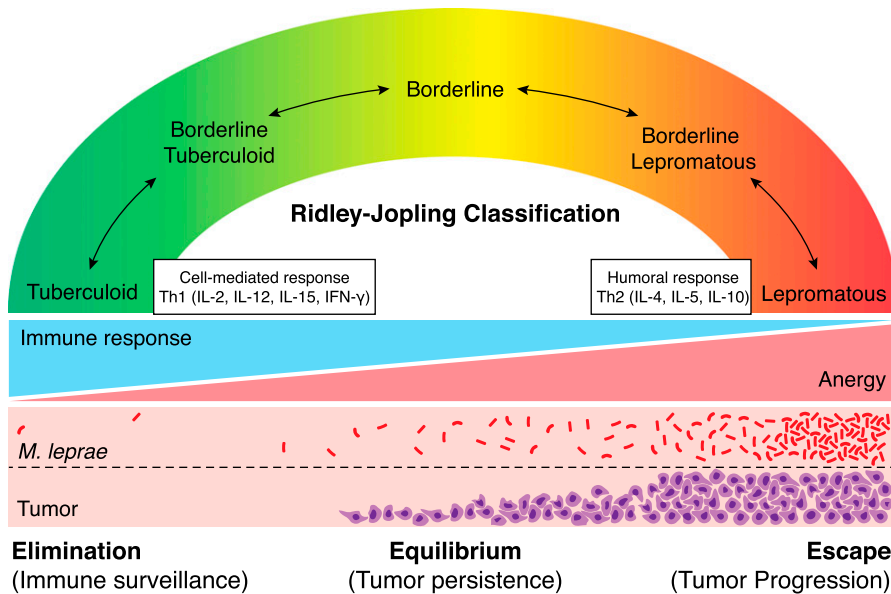 Borderline
Borderline
Tuberculoid
Borderline
Lepromatous
Ridley-Jopling Classification
Tuberculoid
Cell-mediated response
Th1 (IL-2, IL-12, IL-15, IFN-γ)
Humoral response
Th2 (IL-4, IL-5, IL-10)
Lepromatous
Immune response
Anergy
M. leprae
Tumor
Elimination
(Immune surveillance)
Equilibrium
(Tumor persistence)
Escape
(Tumor Progression)